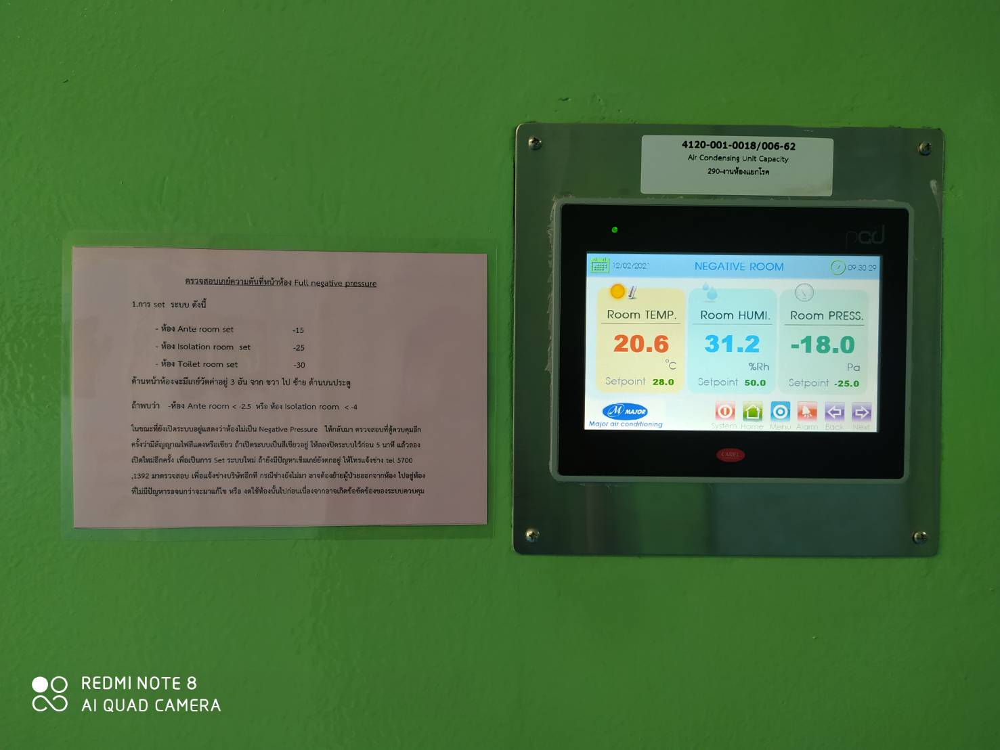 ตรวจสอบเกย์ความดันที่หน้าห้อง Full negative pressure
1.การ set ระบบ ดังนี้
- ห้อง Ante room set -15
- ห้อง Isolation room set -25
- ห้อง Toilet room set -30
ด้านหน้าห้องจะมีเกย์วัดค่าอยู่ 3 อัน จาก ขวา ไป ซ้าย ด้านบนประตู
ถ้าพบว่า -ห้อง Ante room < -2.5 หรือ ห้อง Isolation room < -4
ในขณะที่ยังเปิดระบบอยู่แสดงว่าห้องไม่เป็น Negative Pressure ให้กลับมา ตรวจสอบที่ตู้ควบคุมอีก
ครั้งว่ามีสัญญาณไฟสีแดงหรือเขียว ถ้าเปิดระบบเป็นสีเขียวอยู่ ให้ลองปิดระบบไว้ก่อน 5 นาที แล้วลอง
เปิดใหม่อีกครั้ง เพื่อเป็นการ Set ระบบใหม่ ถ้ายังมีปัญหาเข็มเกย์ยังตกอยู่ ให้โทรแจ้งช่าง tel 5700
,1392 มาตรวจสอบ เพื่อแจ้งช่างบริษัทอีกที กรณีช่างยังไม่มา อาจต้องย้ายผู้ป่วยออกจากห้อง ไปอยู่ห้อง
ที่ไม่มีปัญหารอจนกว่าจะมาแก้ไข หรือ งดใช้ห้องนั้นไปก่อนเนื่องจากอาจเกิดข้อขัดข้องของระบบควบคุม
4120-001-0018/006-62
Air Condensing Unit Capacity
290-งานห้องแยกโรค
pGD
12/02/2021 NEGATIVE ROOM 09:30:29
Room TEMP. Room HUMI. Room PRESS.
20.6 31.2 -18.0
°C %Rh Pa
Setpoint 28.0 Setpoint 50.0 Setpoint -25.0
M MAJOR
Major air conditioning
System Home Menu Alarm Back Next
CAREL
REDMI NOTE 8
AI QUAD CAMERA